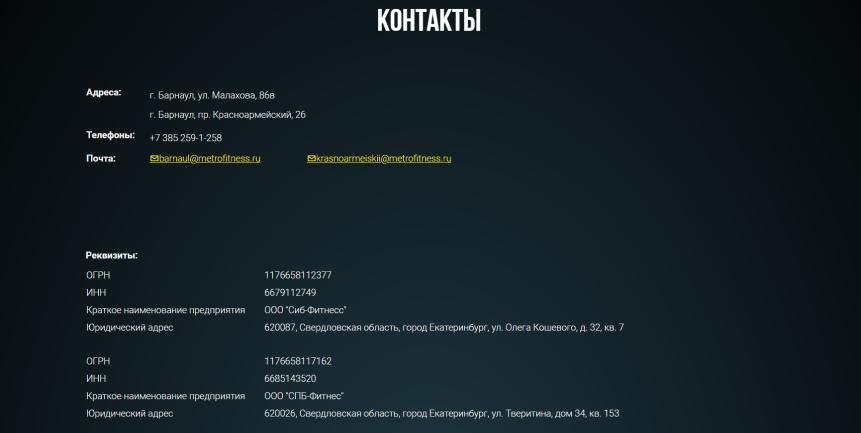 КОНТАКТЫ
Адреса: г. Барнаул, ул. Малахова, 86в
г. Барнаул, пр. Красноармейский, 26
Телефоны: +7 385 259-1-258
Почта: barnaul@metrofitness.ru krasnoarmeiskii@metrofitness.ru
Реквизиты:
ОГРН 1176658112377
ИНН 6679112749
Краткое наименование предприятия ООО "Сиб-Фитнесс"
Юридический адрес 620087, Свердловская область, город Екатеринбург, ул. Олега Кошевого, д. 32, кв. 7
ОГРН 1176658117162
ИНН 6685143520
Краткое наименование предприятия ООО "СПБ-Фитнес"
Юридический адрес 620026, Свердловская область, город Екатеринбург, ул. Тверитина, дом 34, кв. 153